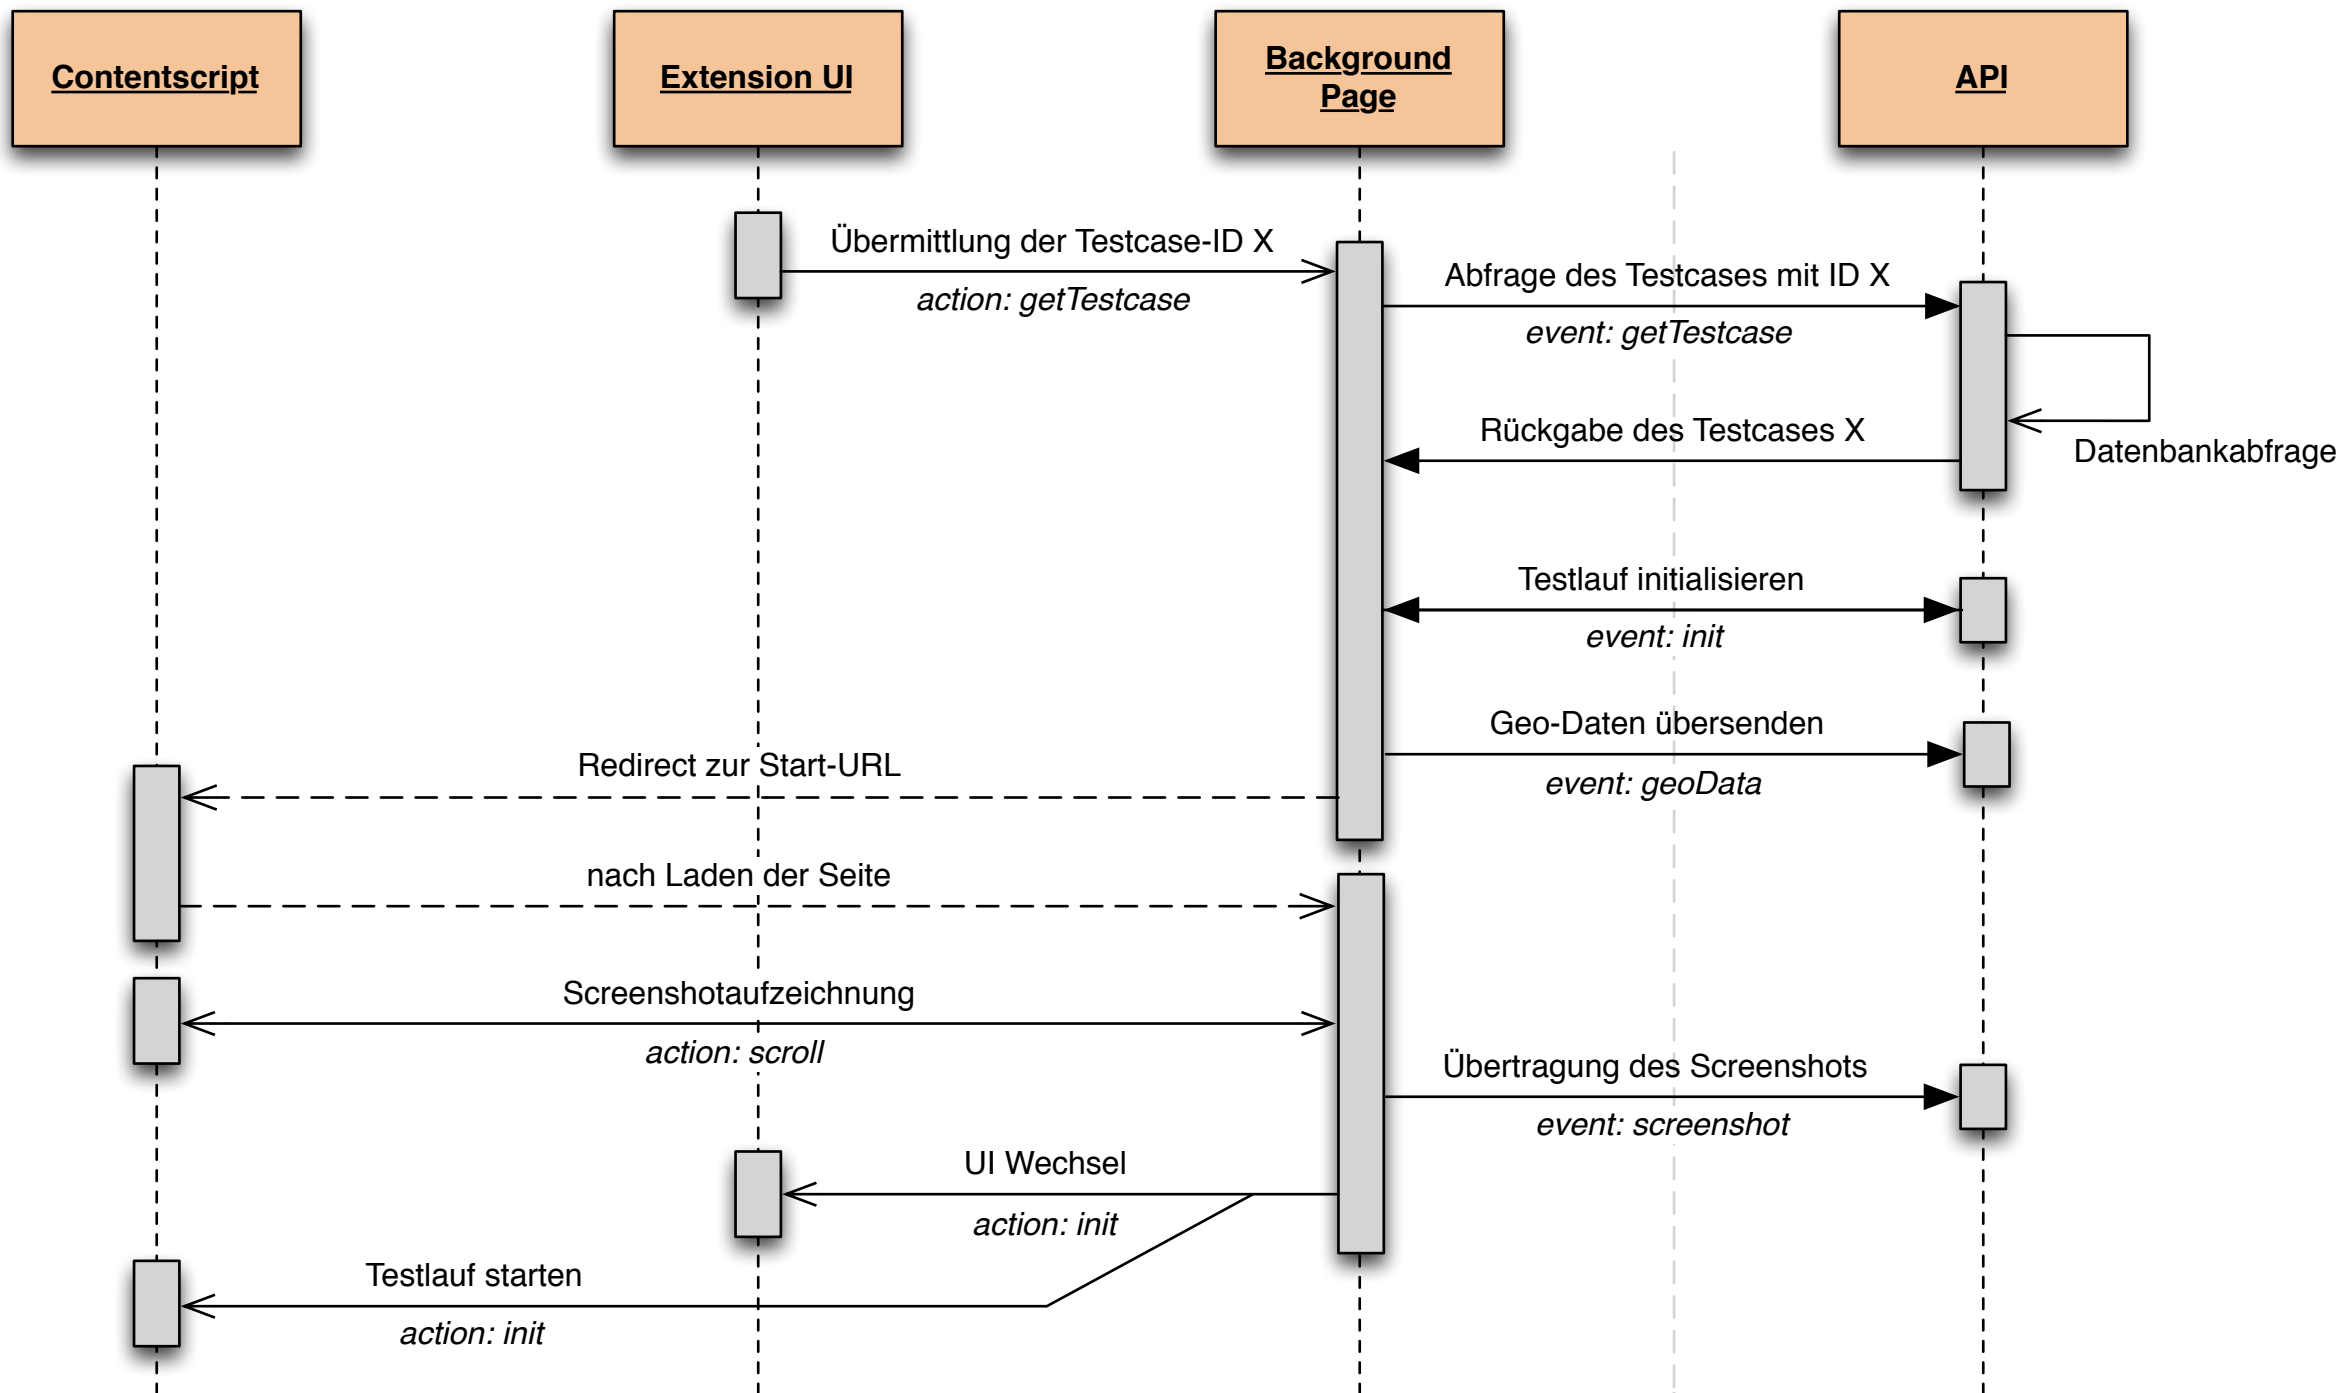 Contentscript
Extension UI
Background
Page
API
Übermittlung der Testcase-ID X
action: getTestcase
Abfrage des Testcases mit ID X
event: getTestcase
Rückgabe des Testcases X
Datenbankabfrage
Testlauf initialisieren
event: init
Geo-Daten übersenden
event: geoData
Redirect zur Start-URL
nach Laden der Seite
Screenshotaufzeichnung
action: scroll
Übertragung des Screenshots
event: screenshot
UI Wechsel
action: init
Testlauf starten
action: init